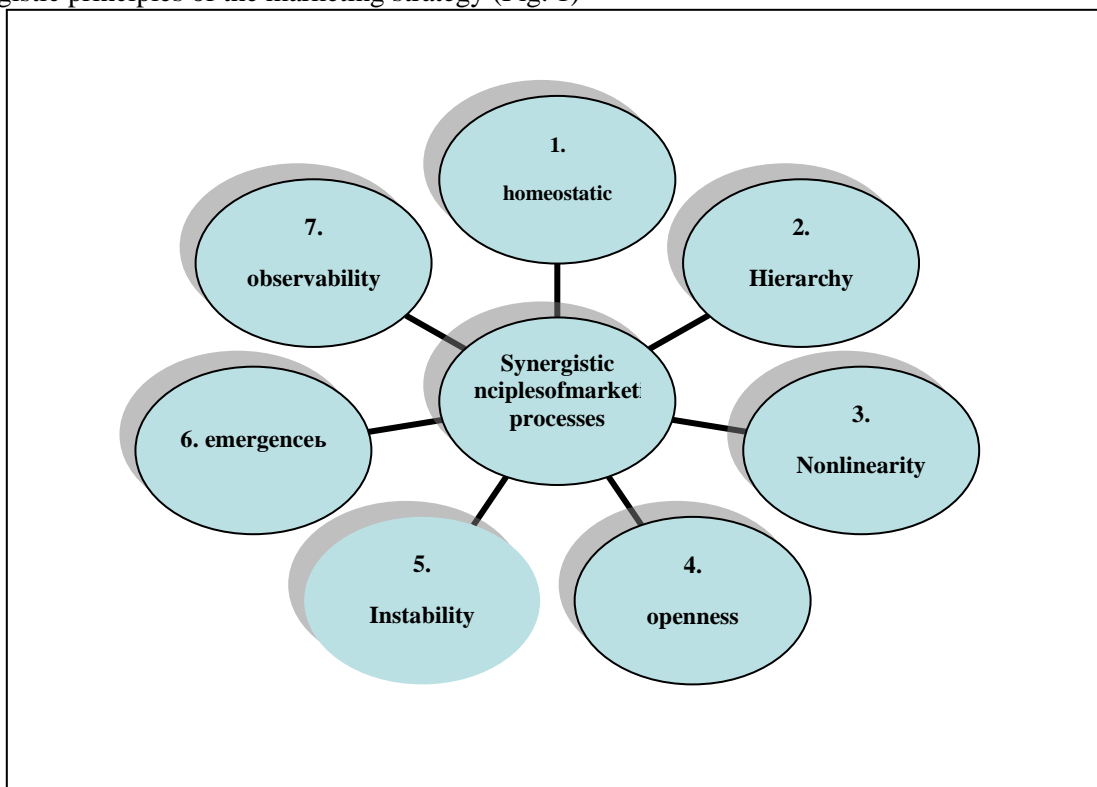 gistic principles of the marketing strategy (Fig. 1)
1.
homeostatic
2.
Hierarchy
3.
Nonlinearity
4.
openness
5.
Instability
6. emergenceь
7.
observability
Synergistic
nciplesofmarketi
processes